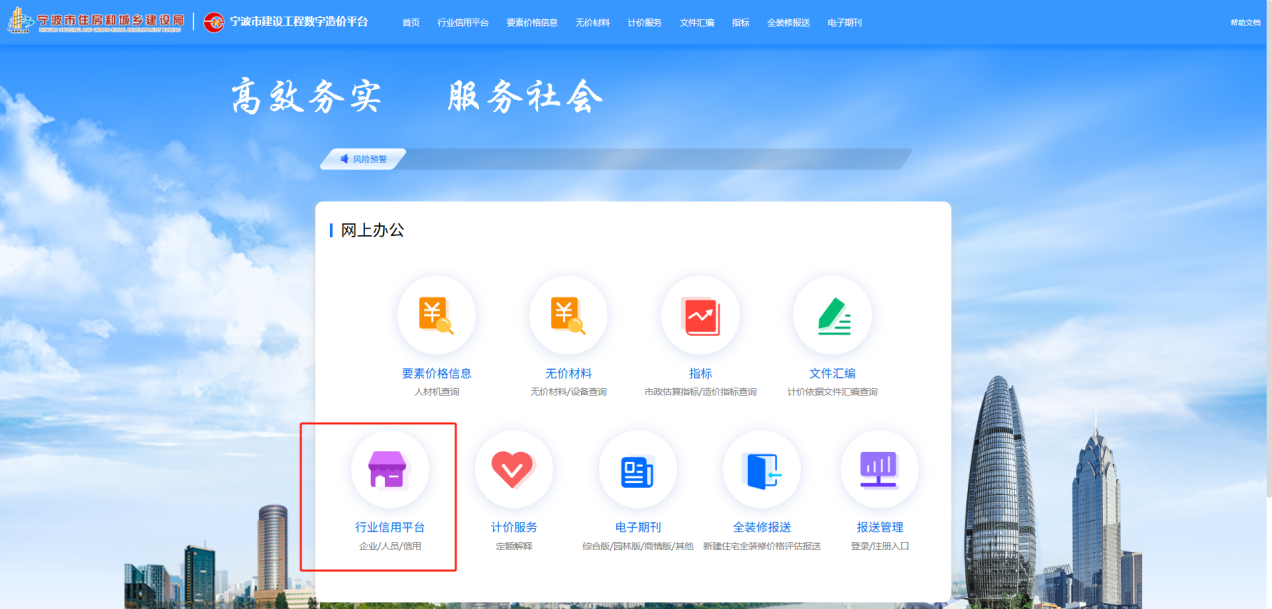 宁波市住房和城乡建设局
NINGBO HOUSING AND URBAN-RURAL DEVELOPMENT BUREAU
宁波市建设工程数字造价平台
首页
行业信用平台
要素价格信息
无价材料
计价服务
文件汇编
指标
全装修报送
电子期刊
帮助文档
高效务实 服务社会
风险预警
网上办公
要素价格信息
人材机查询
无价材料
无价材料/设备查询
指标
市政估算指标/造价指标查询
文件汇编
计价依据文件汇编查询
行业信用平台
企业/人员/信用
计价服务
定额解释
电子期刊
综合版/园林版/商情版/其他
全装修报送
新建住宅全装修价格评估报送
报送管理
登录/注册入口